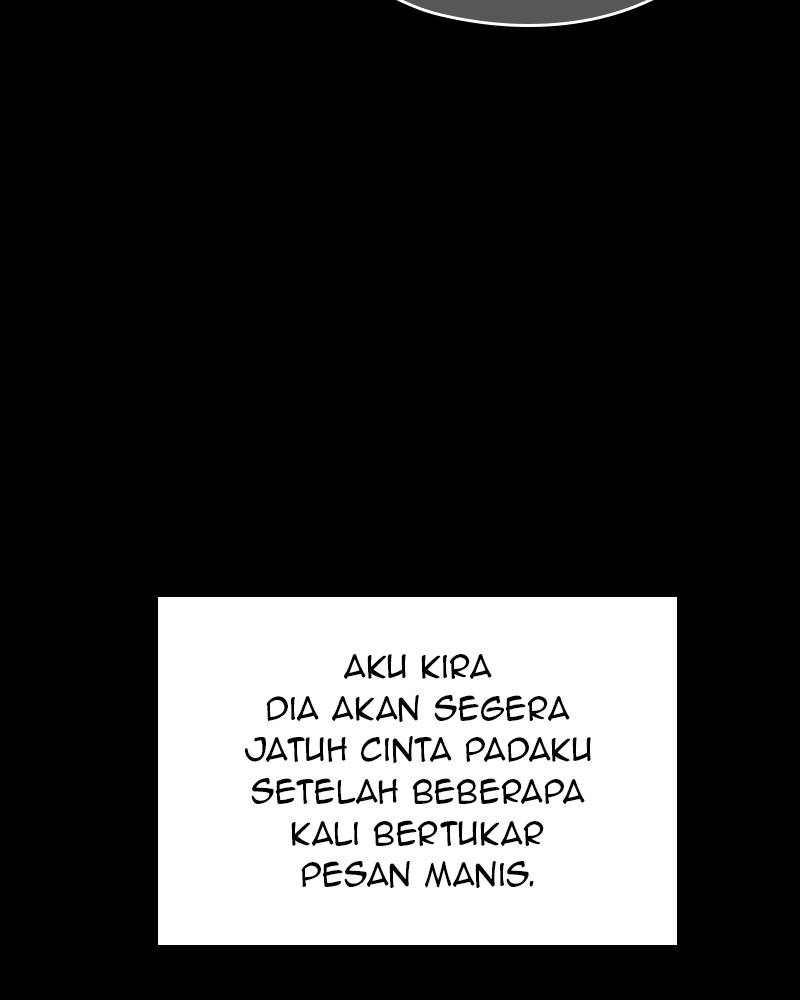 AKU KIRA
DIA AKAN SEGERA
JATUH CINTA PADAKU
SETELAH BEBERAPA
KALI BERTUKAR
PESAN MANIS.